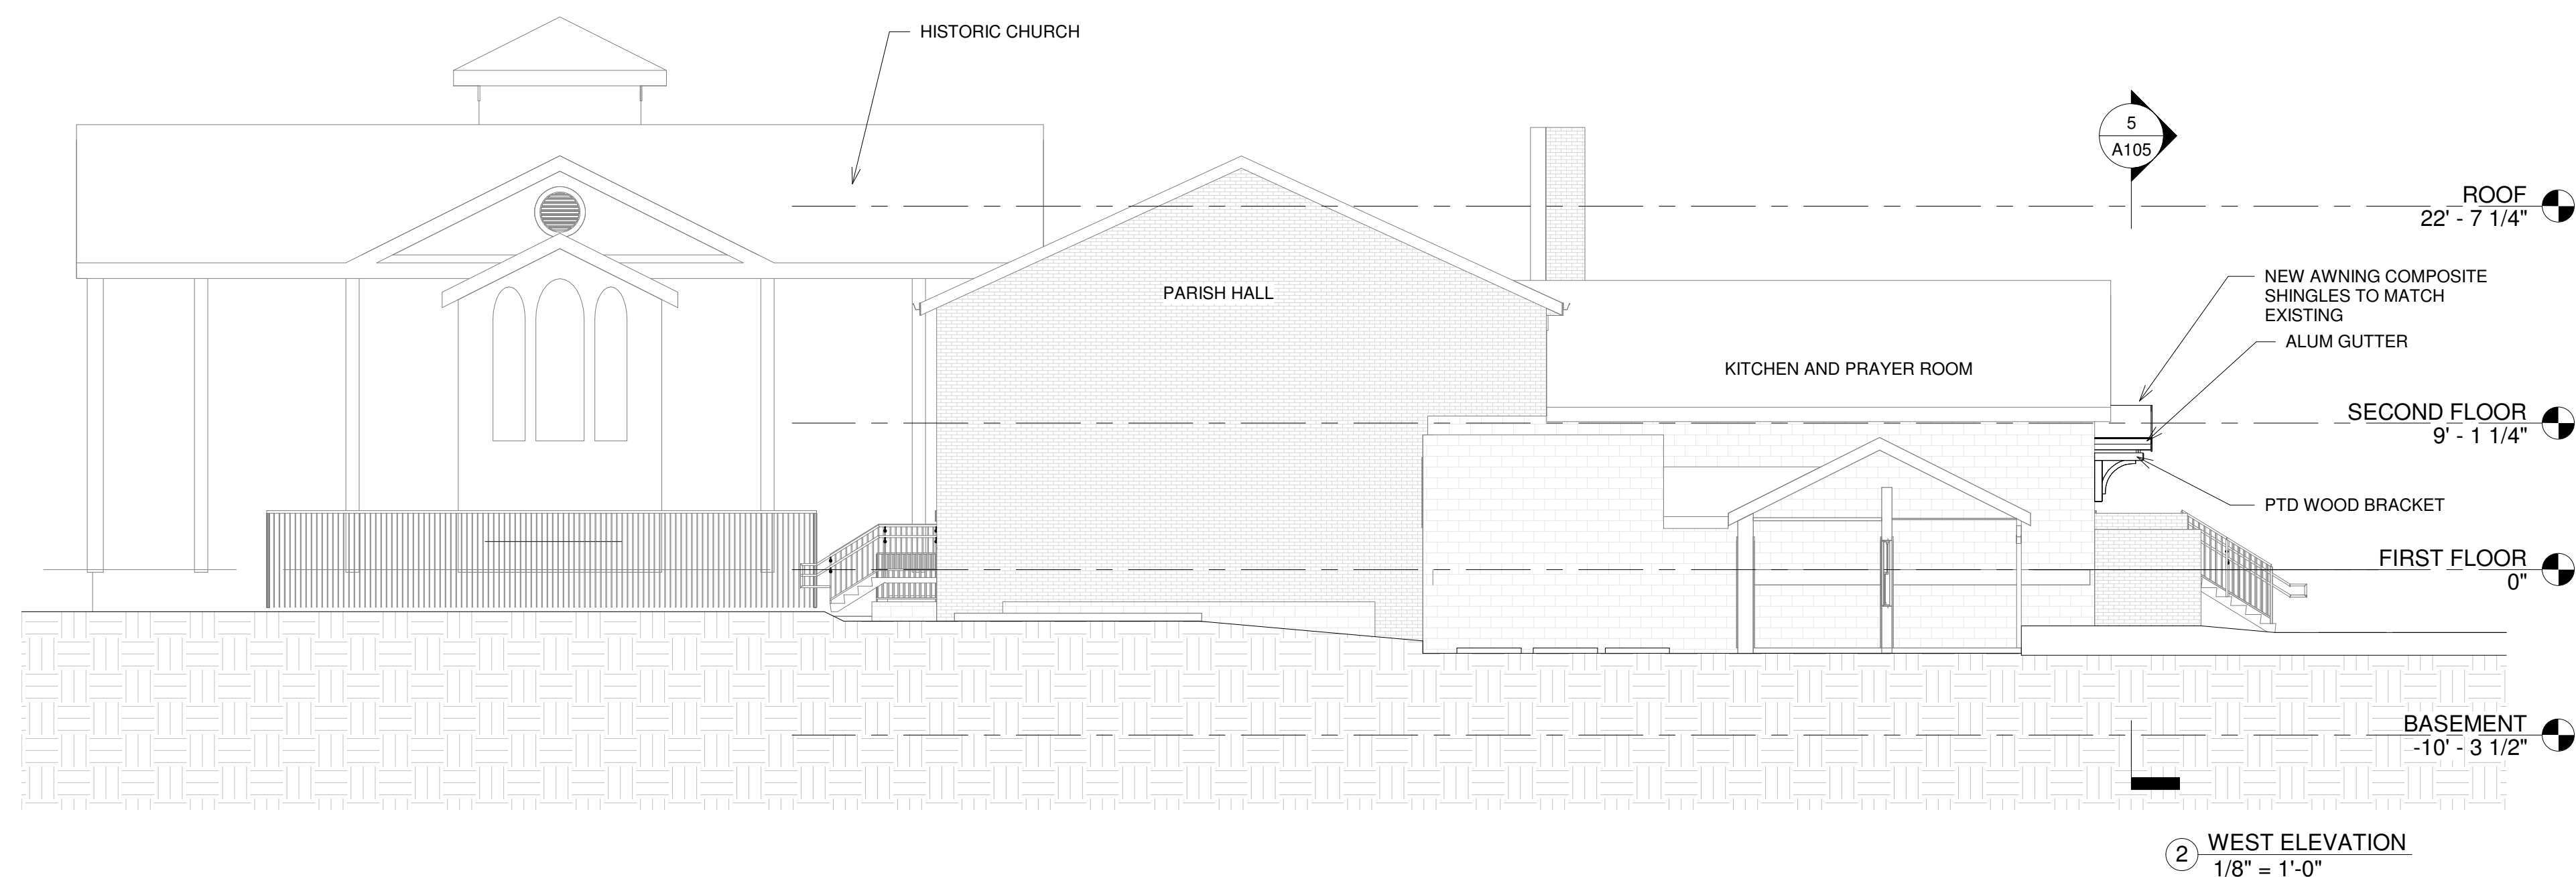 HISTORIC CHURCH
5
A105
ROOF
22' - 7 1/4"
NEW AWNING COMPOSITE
SHINGLES TO MATCH
EXISTING
PARISH HALL
ALUM GUTTER
KITCHEN AND PRAYER ROOM
SECOND FLOOR
9' - 1 1/4"
PTD WOOD BRACKET
FIRST FLOOR
0"
BASEMENT
-10' - 3 1/2"
2 WEST ELEVATION
1/8" = 1'-0"